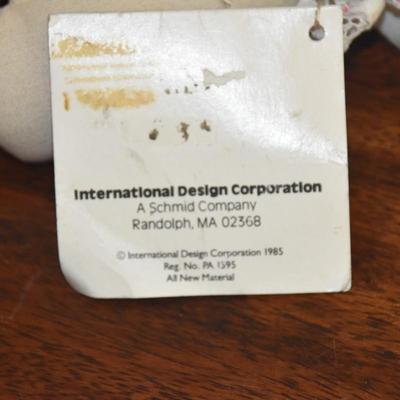 International Design Corporation
A Schmid Company
Randolph, MA 02368
© International Design Corporation 1985
Reg. No. PA 1595
All New Material